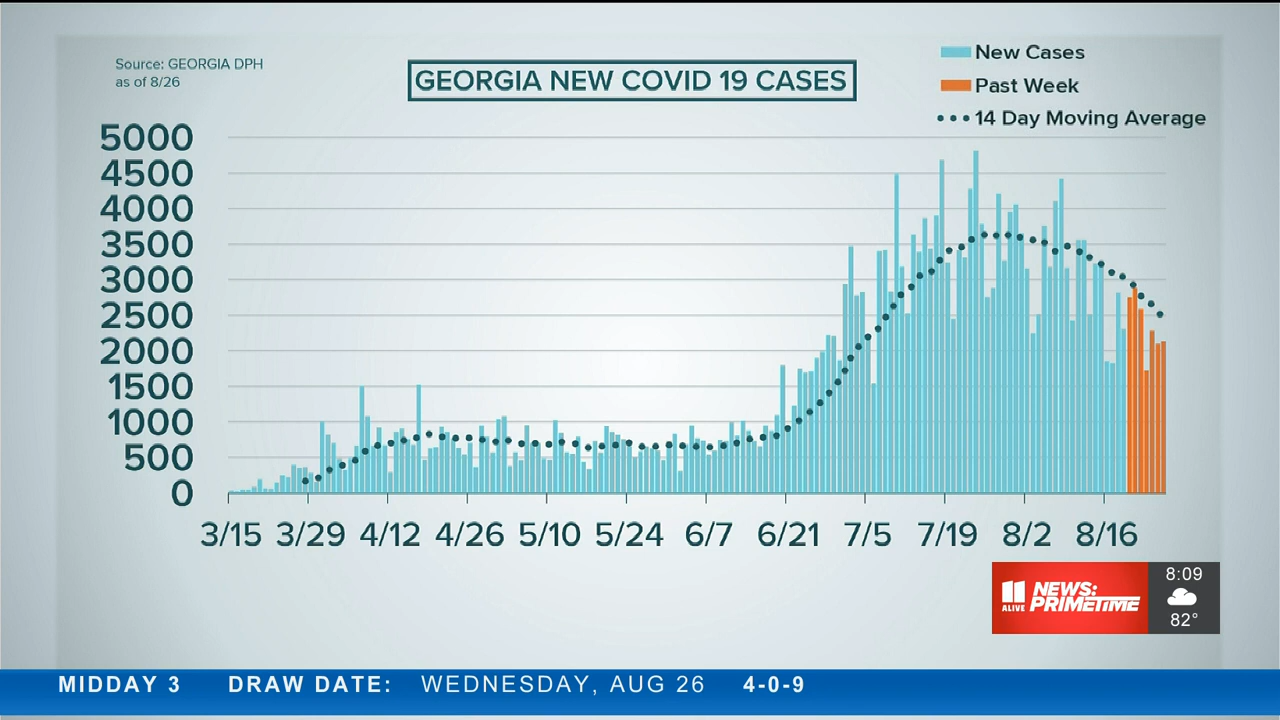 Source: GEORGIA DPH
as of 8/26
GEORGIA NEW COVID 19 CASES
New Cases
Past Week
14 Day Moving Average
5000
4500
4000
3500
3000
2500
2000
1500
1000
500
0
3/15 3/29 4/12 4/26 5/10 5/24 6/7 6/21 7/5 7/19 8/2 8/16
11 ALIVE
NEWS:
PRIMETIME
8:09
82°
MIDDAY 3 DRAW DATE: WEDNESDAY, AUG 26 4-0-9